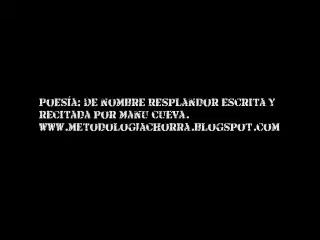 POESÍA: DE NOMBRE RESPLANDOR ESCRITA Y
RECITADA POR MANU CUEVA.
WWW.METODOLOGIACHORRA.BLOGSPOT.COM